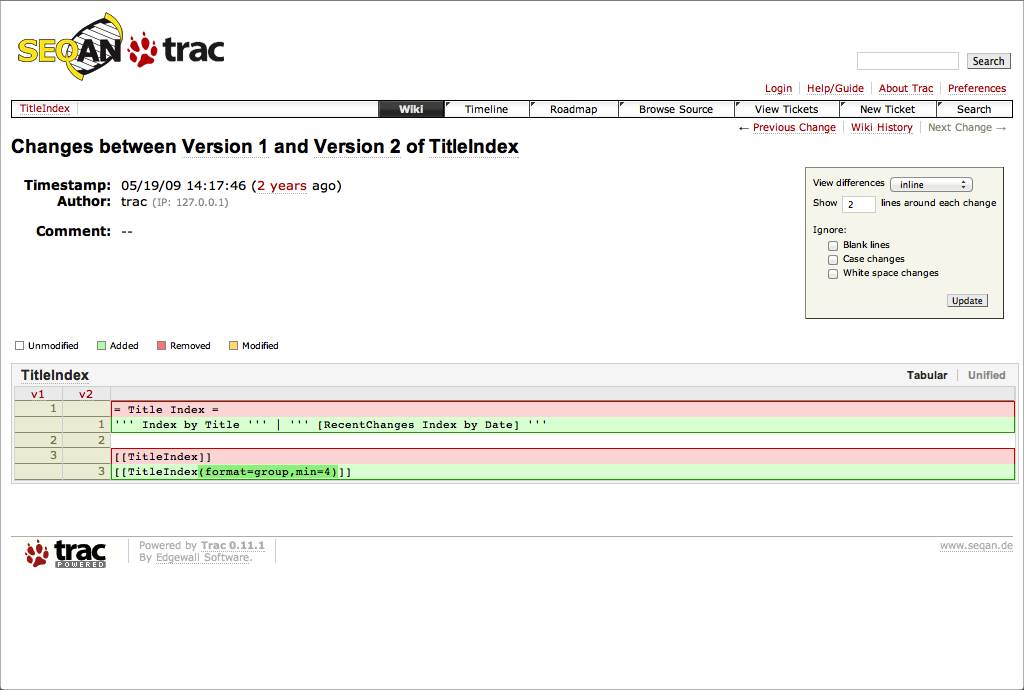 SEQAN trac
Search
Login Help/Guide About Trac Preferences
TitleIndex Wiki Timeline Roadmap Browse Source View Tickets New Ticket Search
← Previous Change Wiki History Next Change →
Changes between Version 1 and Version 2 of TitleIndex
Timestamp: 05/19/09 14:17:46 (2 years ago)
Author: trac (IP: 127.0.0.1)
Comment: --
View differences inline
Show 2 lines around each change
Ignore:
Blank lines
Case changes
White space changes
Update
Unmodified Added Removed Modified
TitleIndex Tabular Unified
v1 v2
1 = Title Index =
1 ''' Index by Title ''' | ''' [RecentChanges Index by Date] '''
2 2
3 [[TitleIndex]]
3 [[TitleIndex(format=group,min=4)]]
trac POWERED
Powered by Trac 0.11.1
By Edgewall Software.
www.seqan.de